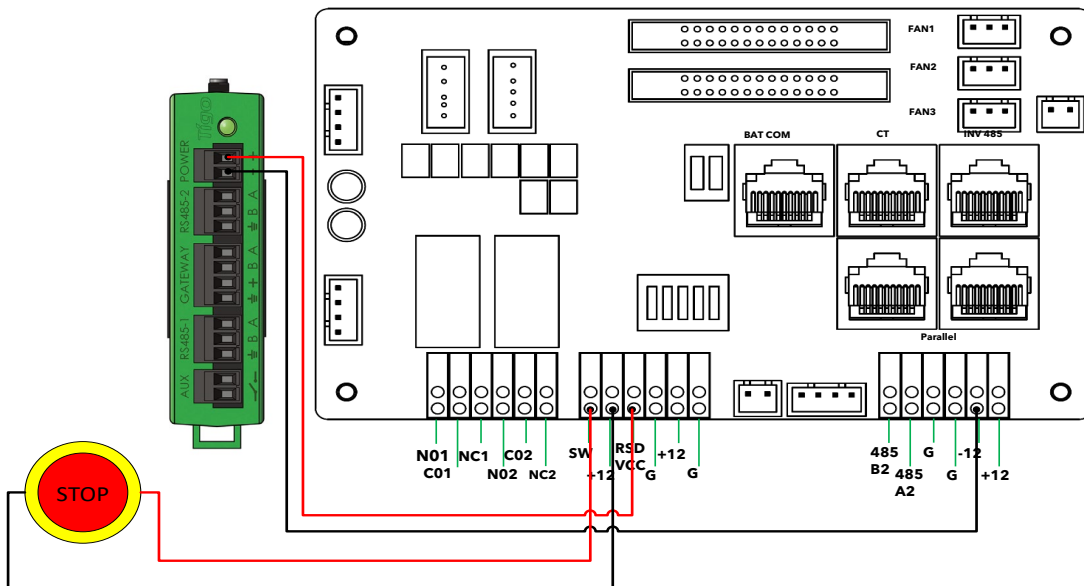 FAN1
FAN2
FAN3
BAT COM
CT
INV 485
Parallel
Tigo
POWER
+
-
RS485-2
A
B
GATEWAY
A
B
+
RS485-1
A
B
AUX
N01
C01
NC1
N02
C02
NC2
SW
+12
RSD
VCC
G
+12
G
485
B2
485
A2
G
G
-12
+12
STOP